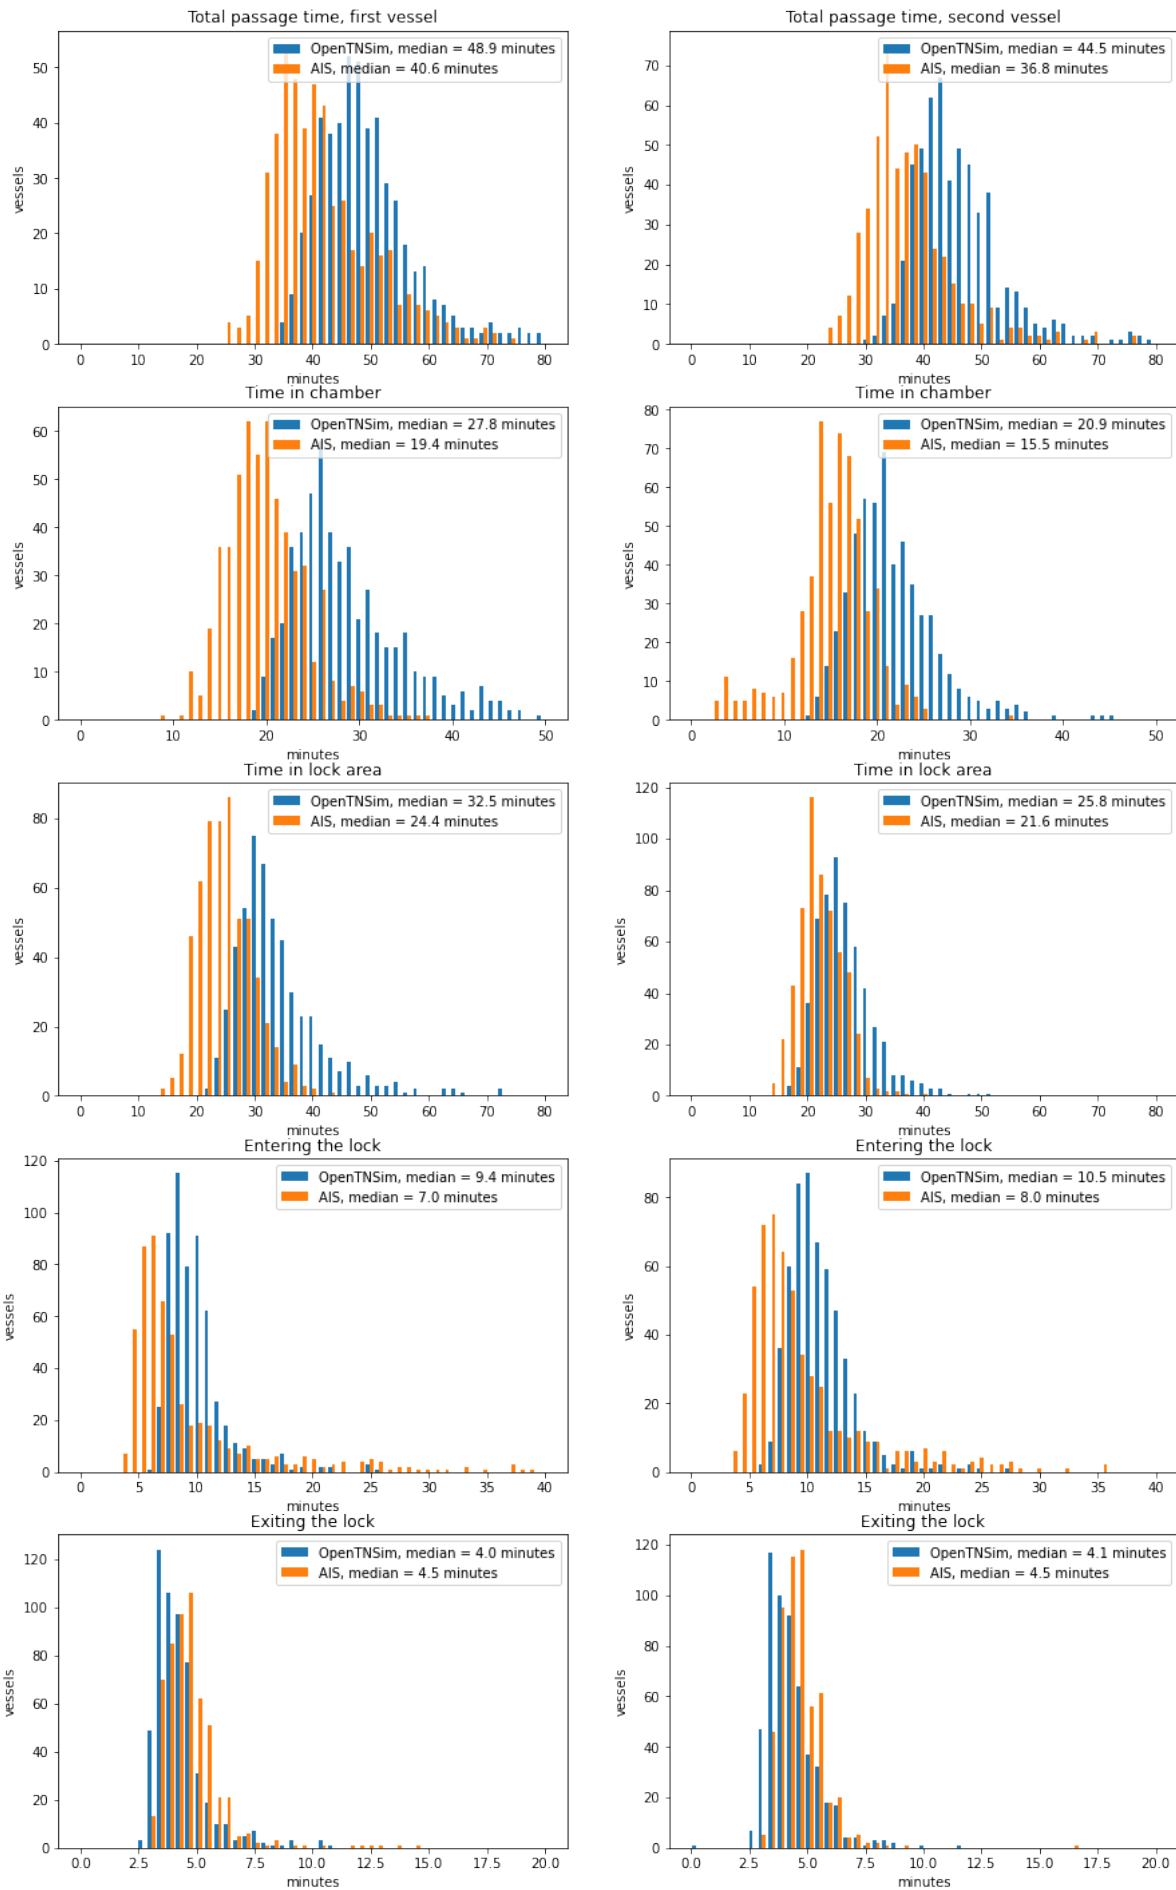 Total passage time, first vessel
OpenTNSim, median = 48.9 minutes
AIS, median = 40.6 minutes
vessels
50
40
30
20
10
0
0 10 20 30 40 50 60 70 80
minutes
Total passage time, second vessel
OpenTNSim, median = 44.5 minutes
AIS, median = 36.8 minutes
vessels
70
60
50
40
30
20
10
0
0 10 20 30 40 50 60 70 80
minutes
Time in chamber
OpenTNSim, median = 27.8 minutes
AIS, median = 19.4 minutes
vessels
60
50
40
30
20
10
0
0 10 20 30 40 50
minutes
Time in chamber
OpenTNSim, median = 20.9 minutes
AIS, median = 15.5 minutes
vessels
80
70
60
50
40
30
20
10
0
0 10 20 30 40 50
minutes
Time in lock area
OpenTNSim, median = 32.5 minutes
AIS, median = 24.4 minutes
vessels
80
60
40
20
0
0 10 20 30 40 50 60 70 80
minutes
Time in lock area
OpenTNSim, median = 25.8 minutes
AIS, median = 21.6 minutes
vessels
120
100
80
60
40
20
0
0 10 20 30 40 50 60 70 80
minutes
Entering the lock
OpenTNSim, median = 9.4 minutes
AIS, median = 7.0 minutes
vessels
120
100
80
60
40
20
0
0 5 10 15 20 25 30 35 40
minutes
Entering the lock
OpenTNSim, median = 10.5 minutes
AIS, median = 8.0 minutes
vessels
80
60
40
20
0
0 5 10 15 20 25 30 35 40
minutes
Exiting the lock
OpenTNSim, median = 4.0 minutes
AIS, median = 4.5 minutes
vessels
120
100
80
60
40
20
0
0.0 2.5 5.0 7.5 10.0 12.5 15.0 17.5 20.0
minutes
Exiting the lock
OpenTNSim, median = 4.1 minutes
AIS, median = 4.5 minutes
vessels
120
100
80
60
40
20
0
0.0 2.5 5.0 7.5 10.0 12.5 15.0 17.5 20.0
minutes